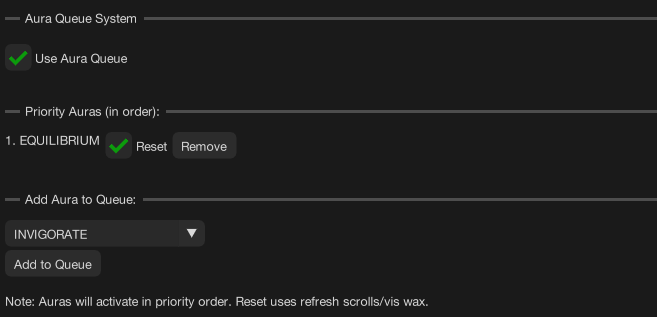 Aura Queue System
Use Aura Queue
Priority Auras (in order):
1. EQUILIBRIUM Reset Remove
Add Aura to Queue:
INVIGORATE
Add to Queue
Note: Auras will activate in priority order. Reset uses refresh scrolls/vis wax.